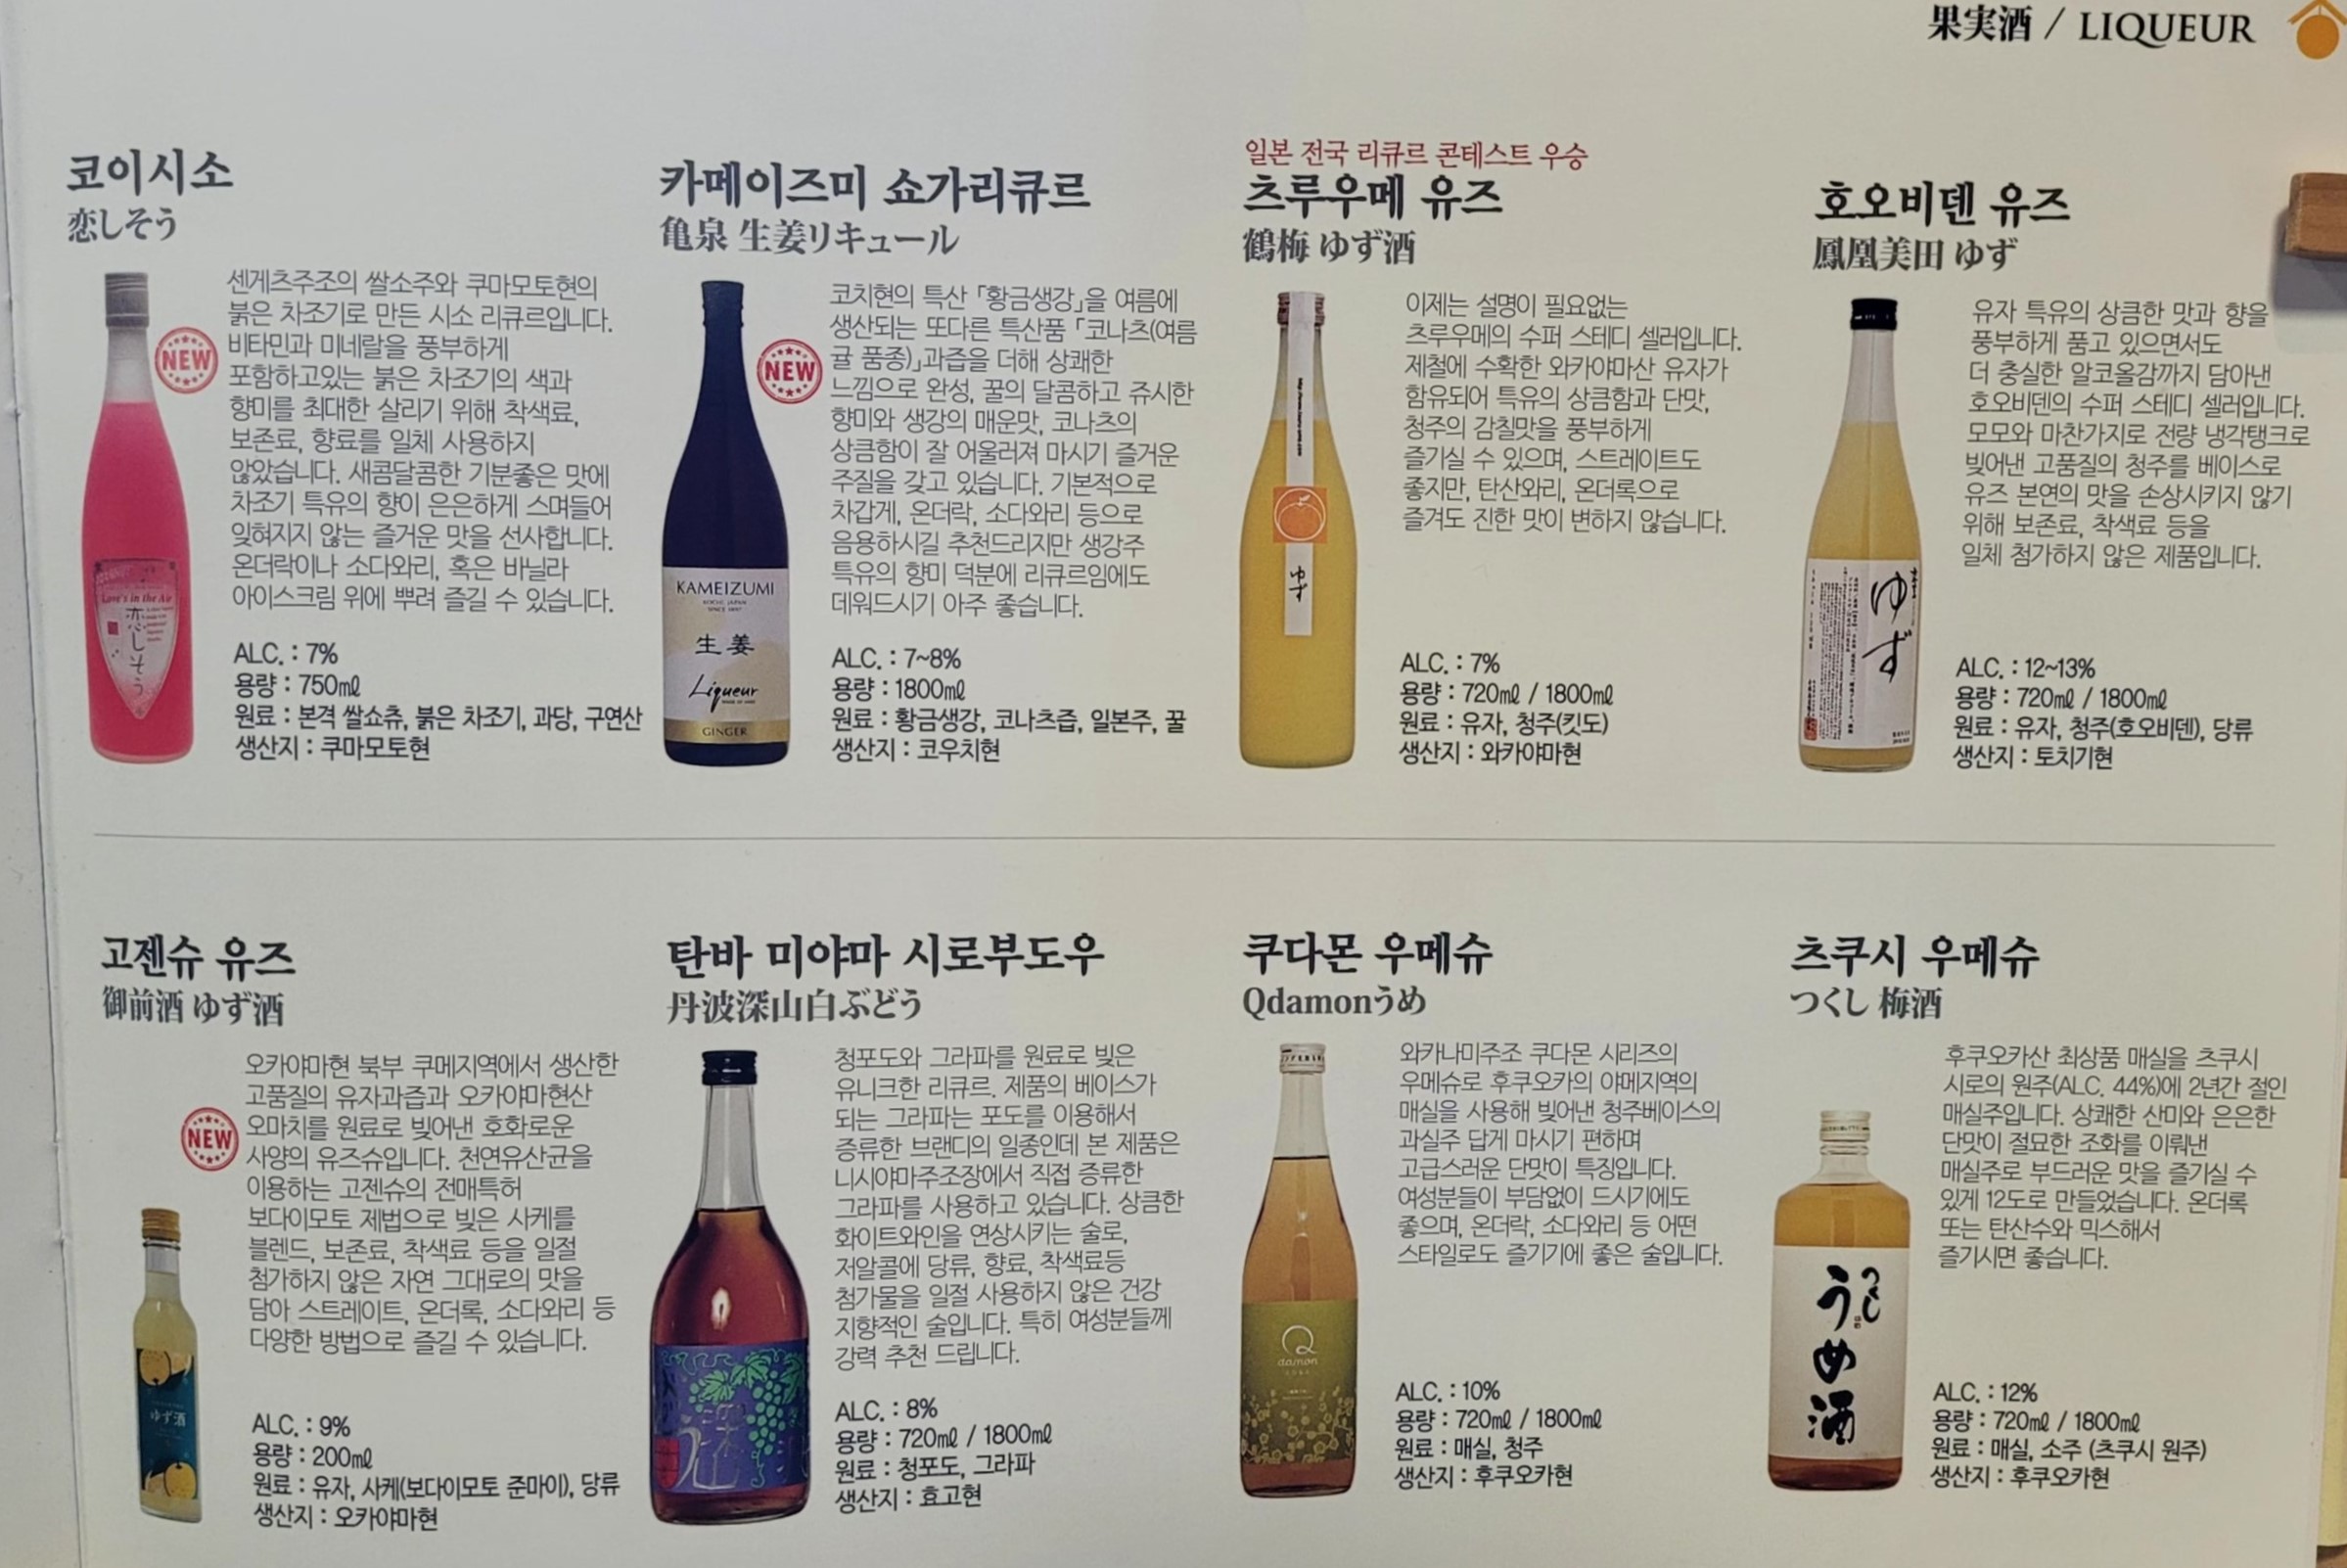 果実酒 / LIQUEUR
코이시소
恋しそう
NEW
센게츠주조의 쌀소주와 쿠마모토현의
붉은 차조기로 만든 시소 리큐르입니다.
비타민과 미네랄을 풍부하게
포함하고있는 붉은 차조기의 색과
향미를 최대한 살리기 위해 착색료,
보존료, 향료를 일체 사용하지
않았습니다. 새콤달콤한 기분좋은 맛에
차조기 특유의 향이 은은하게 스며들어
잊혀지지 않는 즐거운 맛을 선사합니다.
온더락이나 소다와리, 혹은 바닐라
아이스크림 위에 뿌려 즐길 수 있습니다.
Love's in the Air
恋しそう
ALC. : 7%
용량 : 750㎖
원료 : 본격 쌀쇼츄, 붉은 차조기, 과당, 구연산
생산지 : 쿠마모토현
카메이즈미 쇼가리큐르
亀泉 生姜リキュール
NEW
코치현의 특산 「황금생강」을 여름에
생산되는 또다른 특산품 「코나츠(여름
귤 품종)」과즙을 더해 상쾌한
느낌으로 완성, 꿀의 달콤하고 쥬시한
향미와 생강의 매운맛, 코나츠의
상큼함이 잘 어울러져 마시기 즐거운
주질을 갖고 있습니다. 기본적으로
차갑게, 온더락, 소다와리 등으로
음용하시길 추천드리지만 생강주
특유의 향미 덕분에 리큐르임에도
데워드시기 아주 좋습니다.
KAMEIZUMI
KOCHI JAPAN
SINCE 1897
生姜
Liqueur
GINGER
ALC. : 7~8%
용량 : 1800㎖
원료 : 황금생강, 코나츠즙, 일본주, 꿀
생산지 : 코우치현
일본 전국 리큐르 콘테스트 우승
츠루우메 유즈
鶴梅 ゆず酒
이제는 설명이 필요없는
츠루우메의 수퍼 스테디 셀러입니다.
제철에 수확한 와카야마산 유자가
함유되어 특유의 상큼함과 단맛,
청주의 감칠맛을 풍부하게
즐기실 수 있으며, 스트레이트도
좋지만, 탄산와리, 온더록으로
즐겨도 진한 맛이 변하지 않습니다.
ゆず
ALC. : 7%
용량 : 720㎖ / 1800㎖
원료 : 유자, 청주(킷도)
생산지 : 와카야마현
호오비덴 유즈
鳳凰美田 ゆず
유자 특유의 상큼한 맛과 향을
풍부하게 품고 있으면서도
더 충실한 알코올감까지 담아낸
호오비덴의 수퍼 스테디 셀러입니다.
모모와 마찬가지로 전량 냉각탱크로
빚어낸 고품질의 청주를 베이스로
유즈 본연의 맛을 손상시키지 않기
위해 보존료, 착색료 등을
일체 첨가하지 않은 제품입니다.
ゆず
ALC. : 12~13%
용량 : 720㎖ / 1800㎖
원료 : 유자, 청주(호오비덴), 당류
생산지 : 토치기현
고젠슈 유즈
御前酒 ゆず酒
NEW
오카야마현 북부 쿠메지역에서 생산한
고품질의 유자과즙과 오카야마현산
오마치를 원료로 빚어낸 호화로운
사양의 유즈슈입니다. 천연유산균을
이용하는 고젠슈의 전매특허
보다이모토 제법으로 빚은 사케를
블렌드, 보존료, 착색료 등을 일절
첨가하지 않은 자연 그대로의 맛을
담아 스트레이트, 온더록, 소다와리 등
다양한 방법으로 즐길 수 있습니다.
ゆず酒
ALC. : 9%
용량 : 200㎖
원료 : 유자, 사케(보다이모토 준마이), 당류
생산지 : 오카야마현
탄바 미야마 시로부도우
丹波深山白ぶどう
청포도와 그라파를 원료로 빚은
유니크한 리큐르. 제품의 베이스가
되는 그라파는 포도를 이용해서
증류한 브랜디의 일종인데 본 제품은
니시야마주조장에서 직접 증류한
그라파를 사용하고 있습니다. 상큼한
화이트와인을 연상시키는 술로,
저알콜에 당류, 향료, 착색료등
첨가물을 일절 사용하지 않은 건강
지향적인 술입니다. 특히 여성분들께
강력 추천 드립니다.
ALC. : 8%
용량 : 720㎖ / 1800㎖
원료 : 청포도, 그라파
생산지 : 효고현
쿠다몬 우메슈
Qdamonうめ
와카나미주조 쿠다몬 시리즈의
우메슈로 후쿠오카의 야메지역의
매실을 사용해 빚어낸 청주베이스의
과실주 답게 마시기 편하며
고급스러운 단맛이 특징입니다.
여성분들이 부담없이 드시기에도
좋으며, 온더락, 소다와리 등 어떤
스타일로도 즐기기에 좋은 술입니다.
Q
damon
ALC. : 10%
용량 : 720㎖ / 1800㎖
원료 : 매실, 청주
생산지 : 후쿠오카현
츠쿠시 우메슈
つくし 梅酒
후쿠오카산 최상품 매실을 츠쿠시
시로의 원주(ALC. 44%)에 2년간 절인
매실주입니다. 상쾌한 산미와 은은한
단맛이 절묘한 조화를 이뤄낸
매실주로 부드러운 맛을 즐기실 수
있게 12도로 만들었습니다. 온더록
또는 탄산수와 믹스해서
즐기시면 좋습니다.
つくし
うめ酒
ALC. : 12%
용량 : 720㎖ / 1800㎖
원료 : 매실, 소주 (츠쿠시 원주)
생산지 : 후쿠오카현